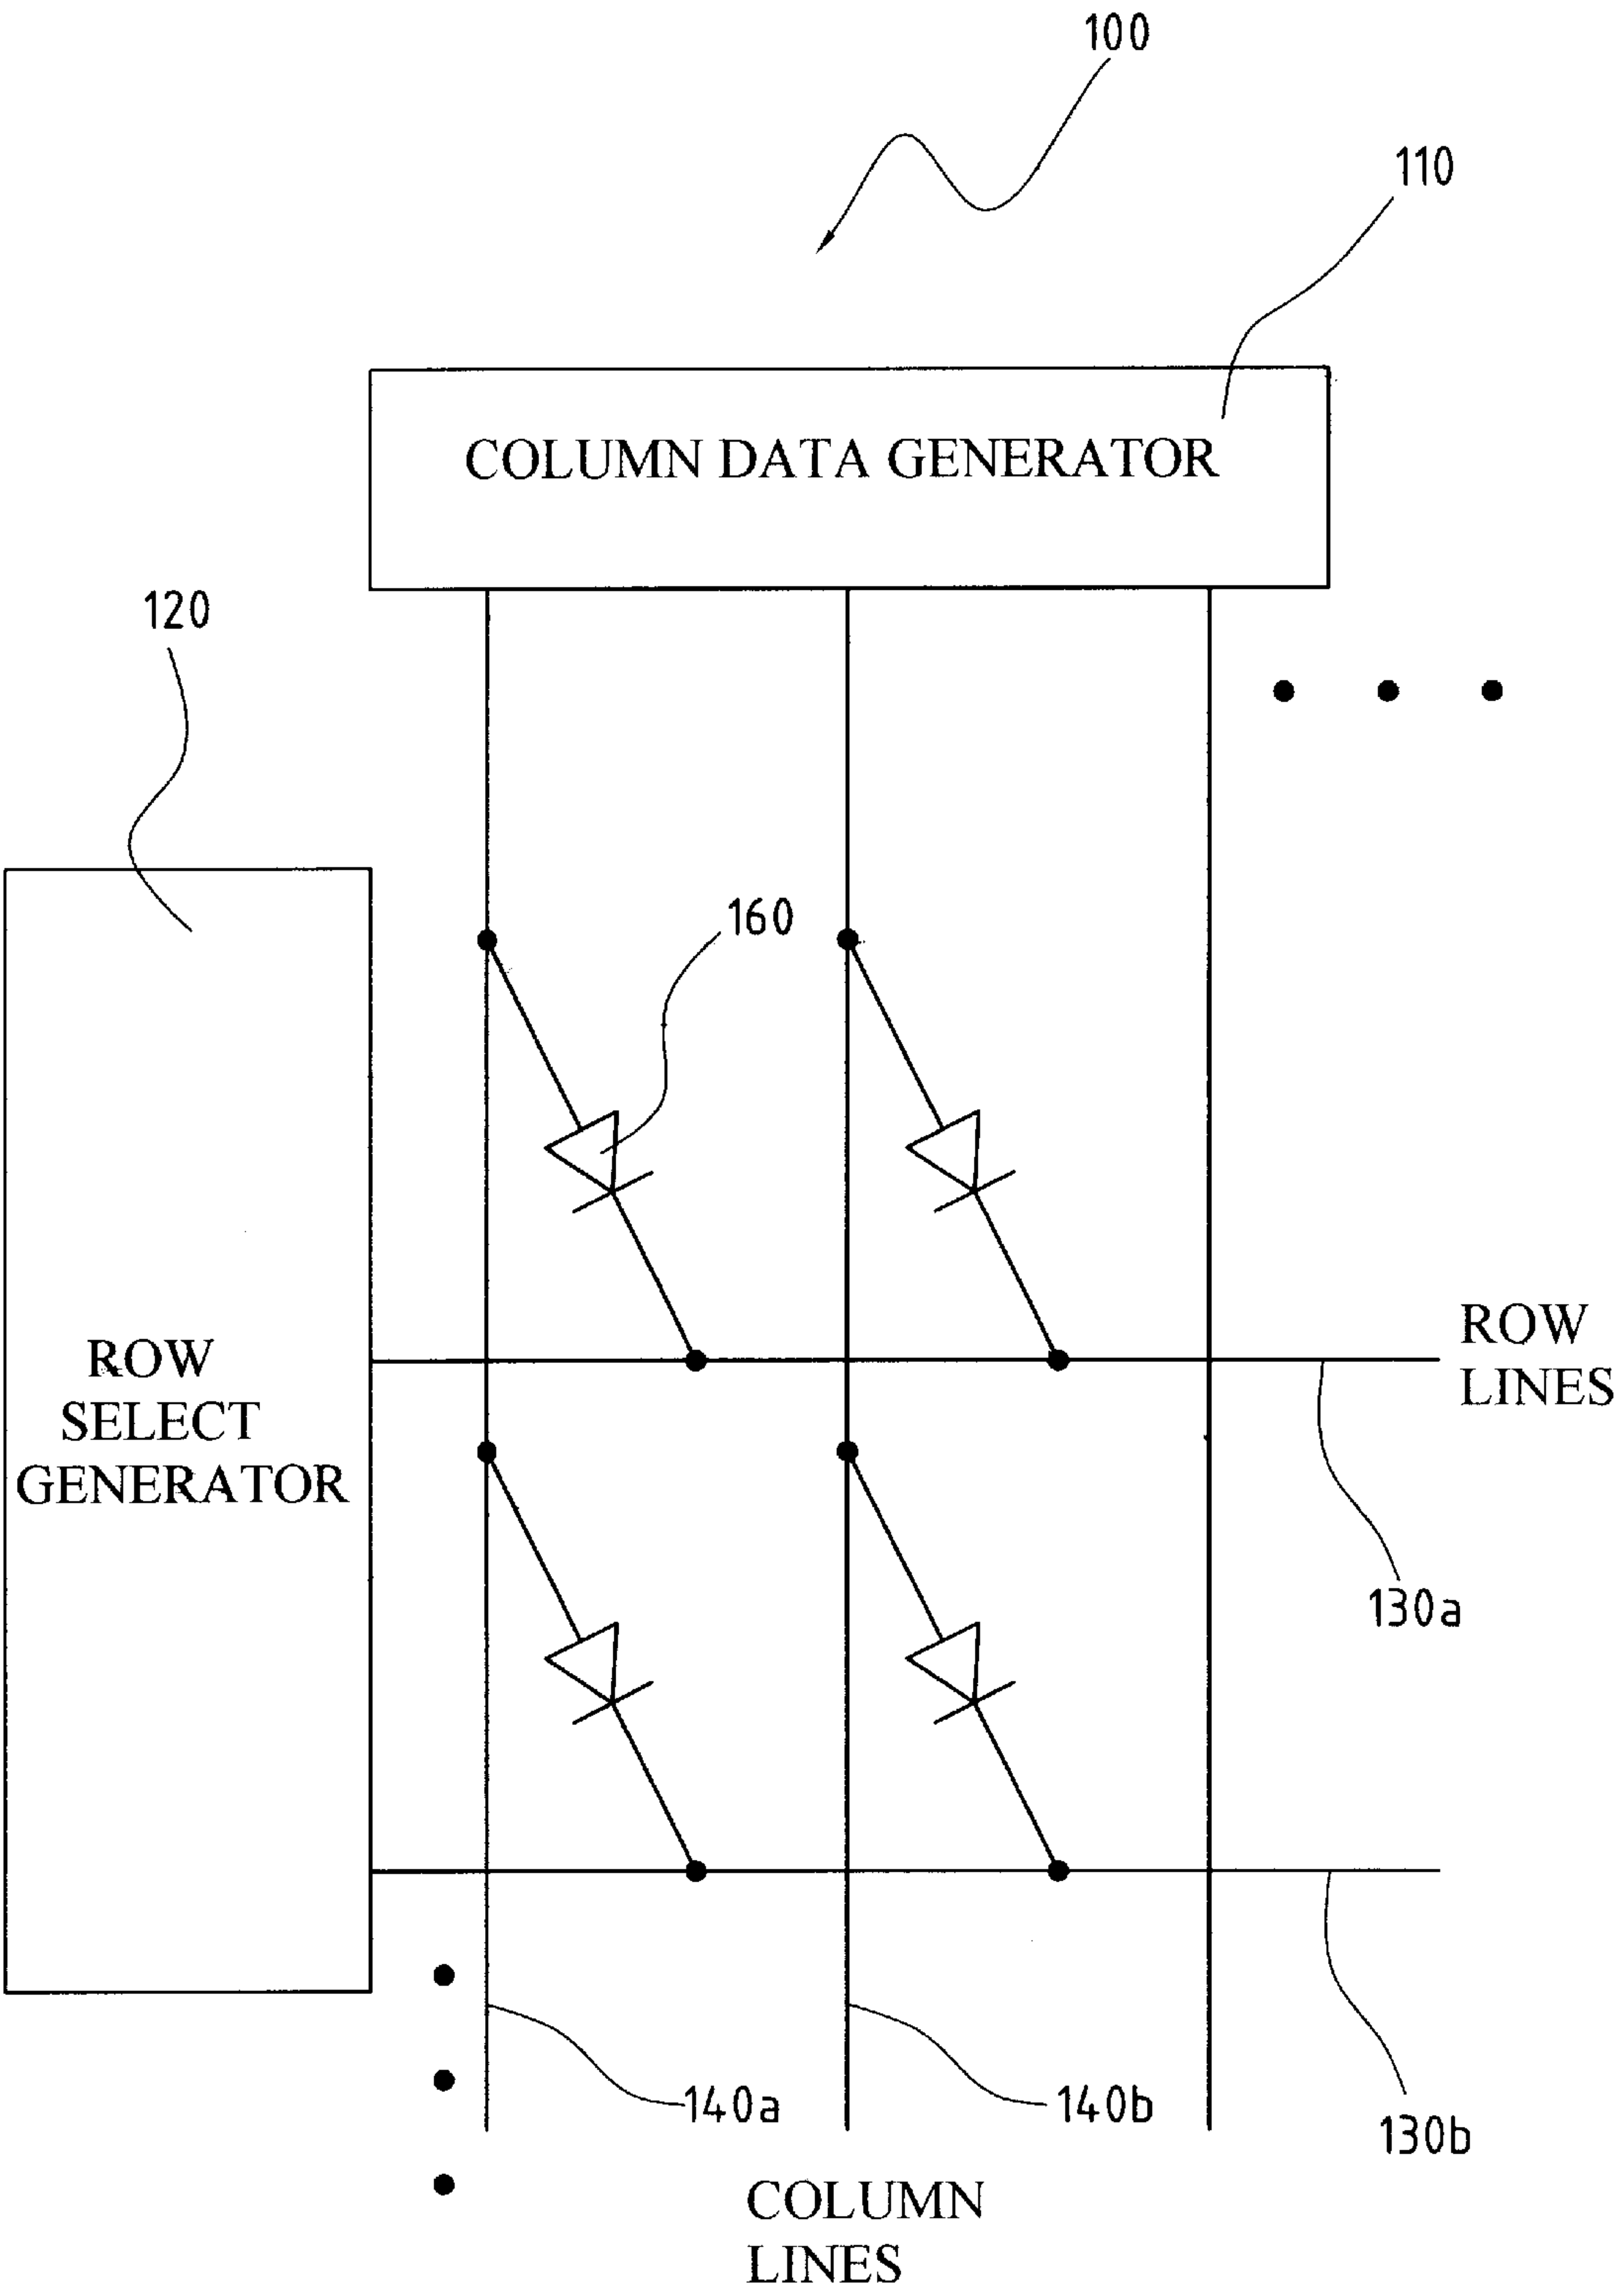 100
110
COLUMN DATA GENERATOR
120
160
ROW
LINES
ROW
SELECT
GENERATOR
130a
140a
140b
130b
COLUMN
LINES